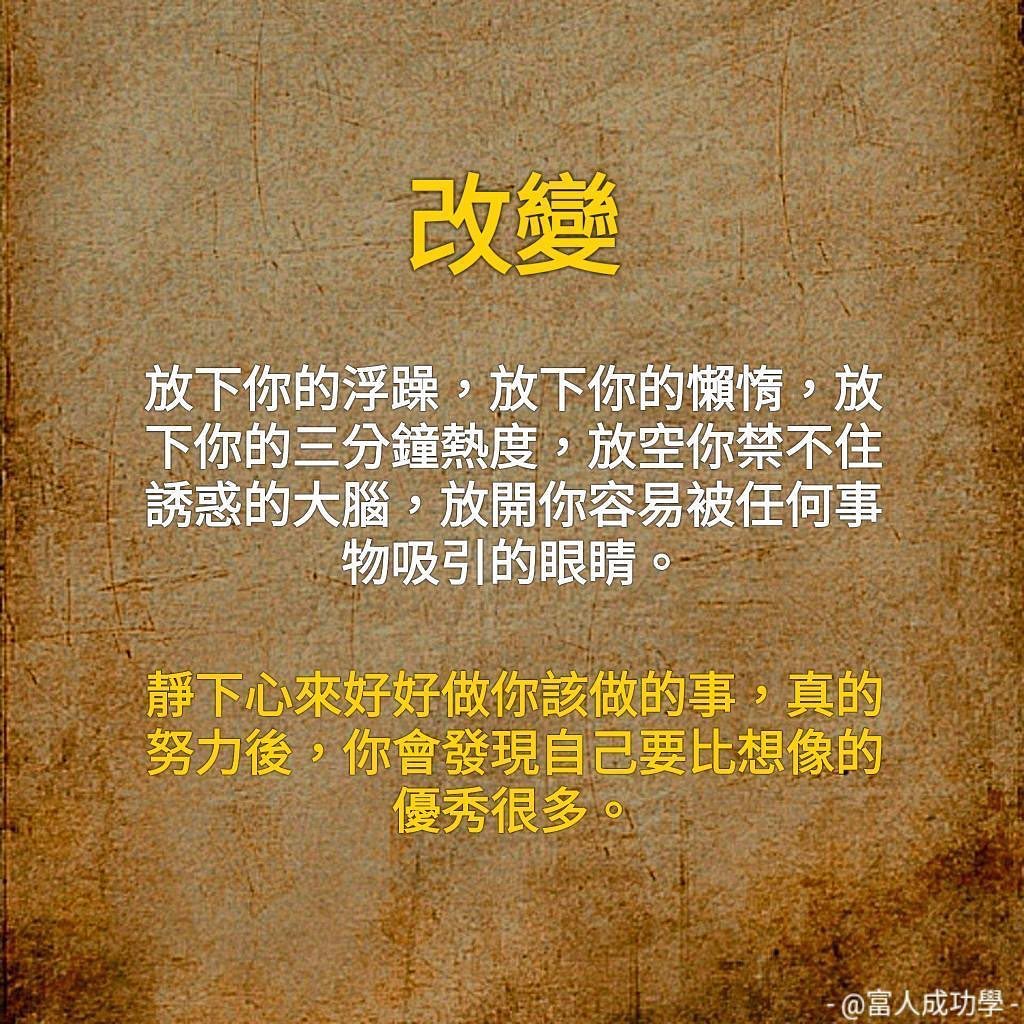 改變
放下你的浮躁，放下你的懶惰，放
下你的三分鐘熱度，放空你禁不住
誘惑的大腦，放開你容易被任何事
物吸引的眼睛。
靜下心來好好做你該做的事，真的
努力後，你會發現自己要比想像的
優秀很多。
- @富人成功學 -